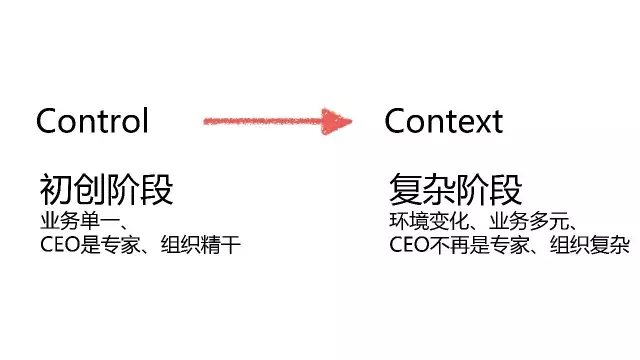 Control
Context
初创阶段
业务单一、
CEO是专家、组织精干
复杂阶段
环境变化、业务多元、
CEO不再是专家、组织复杂